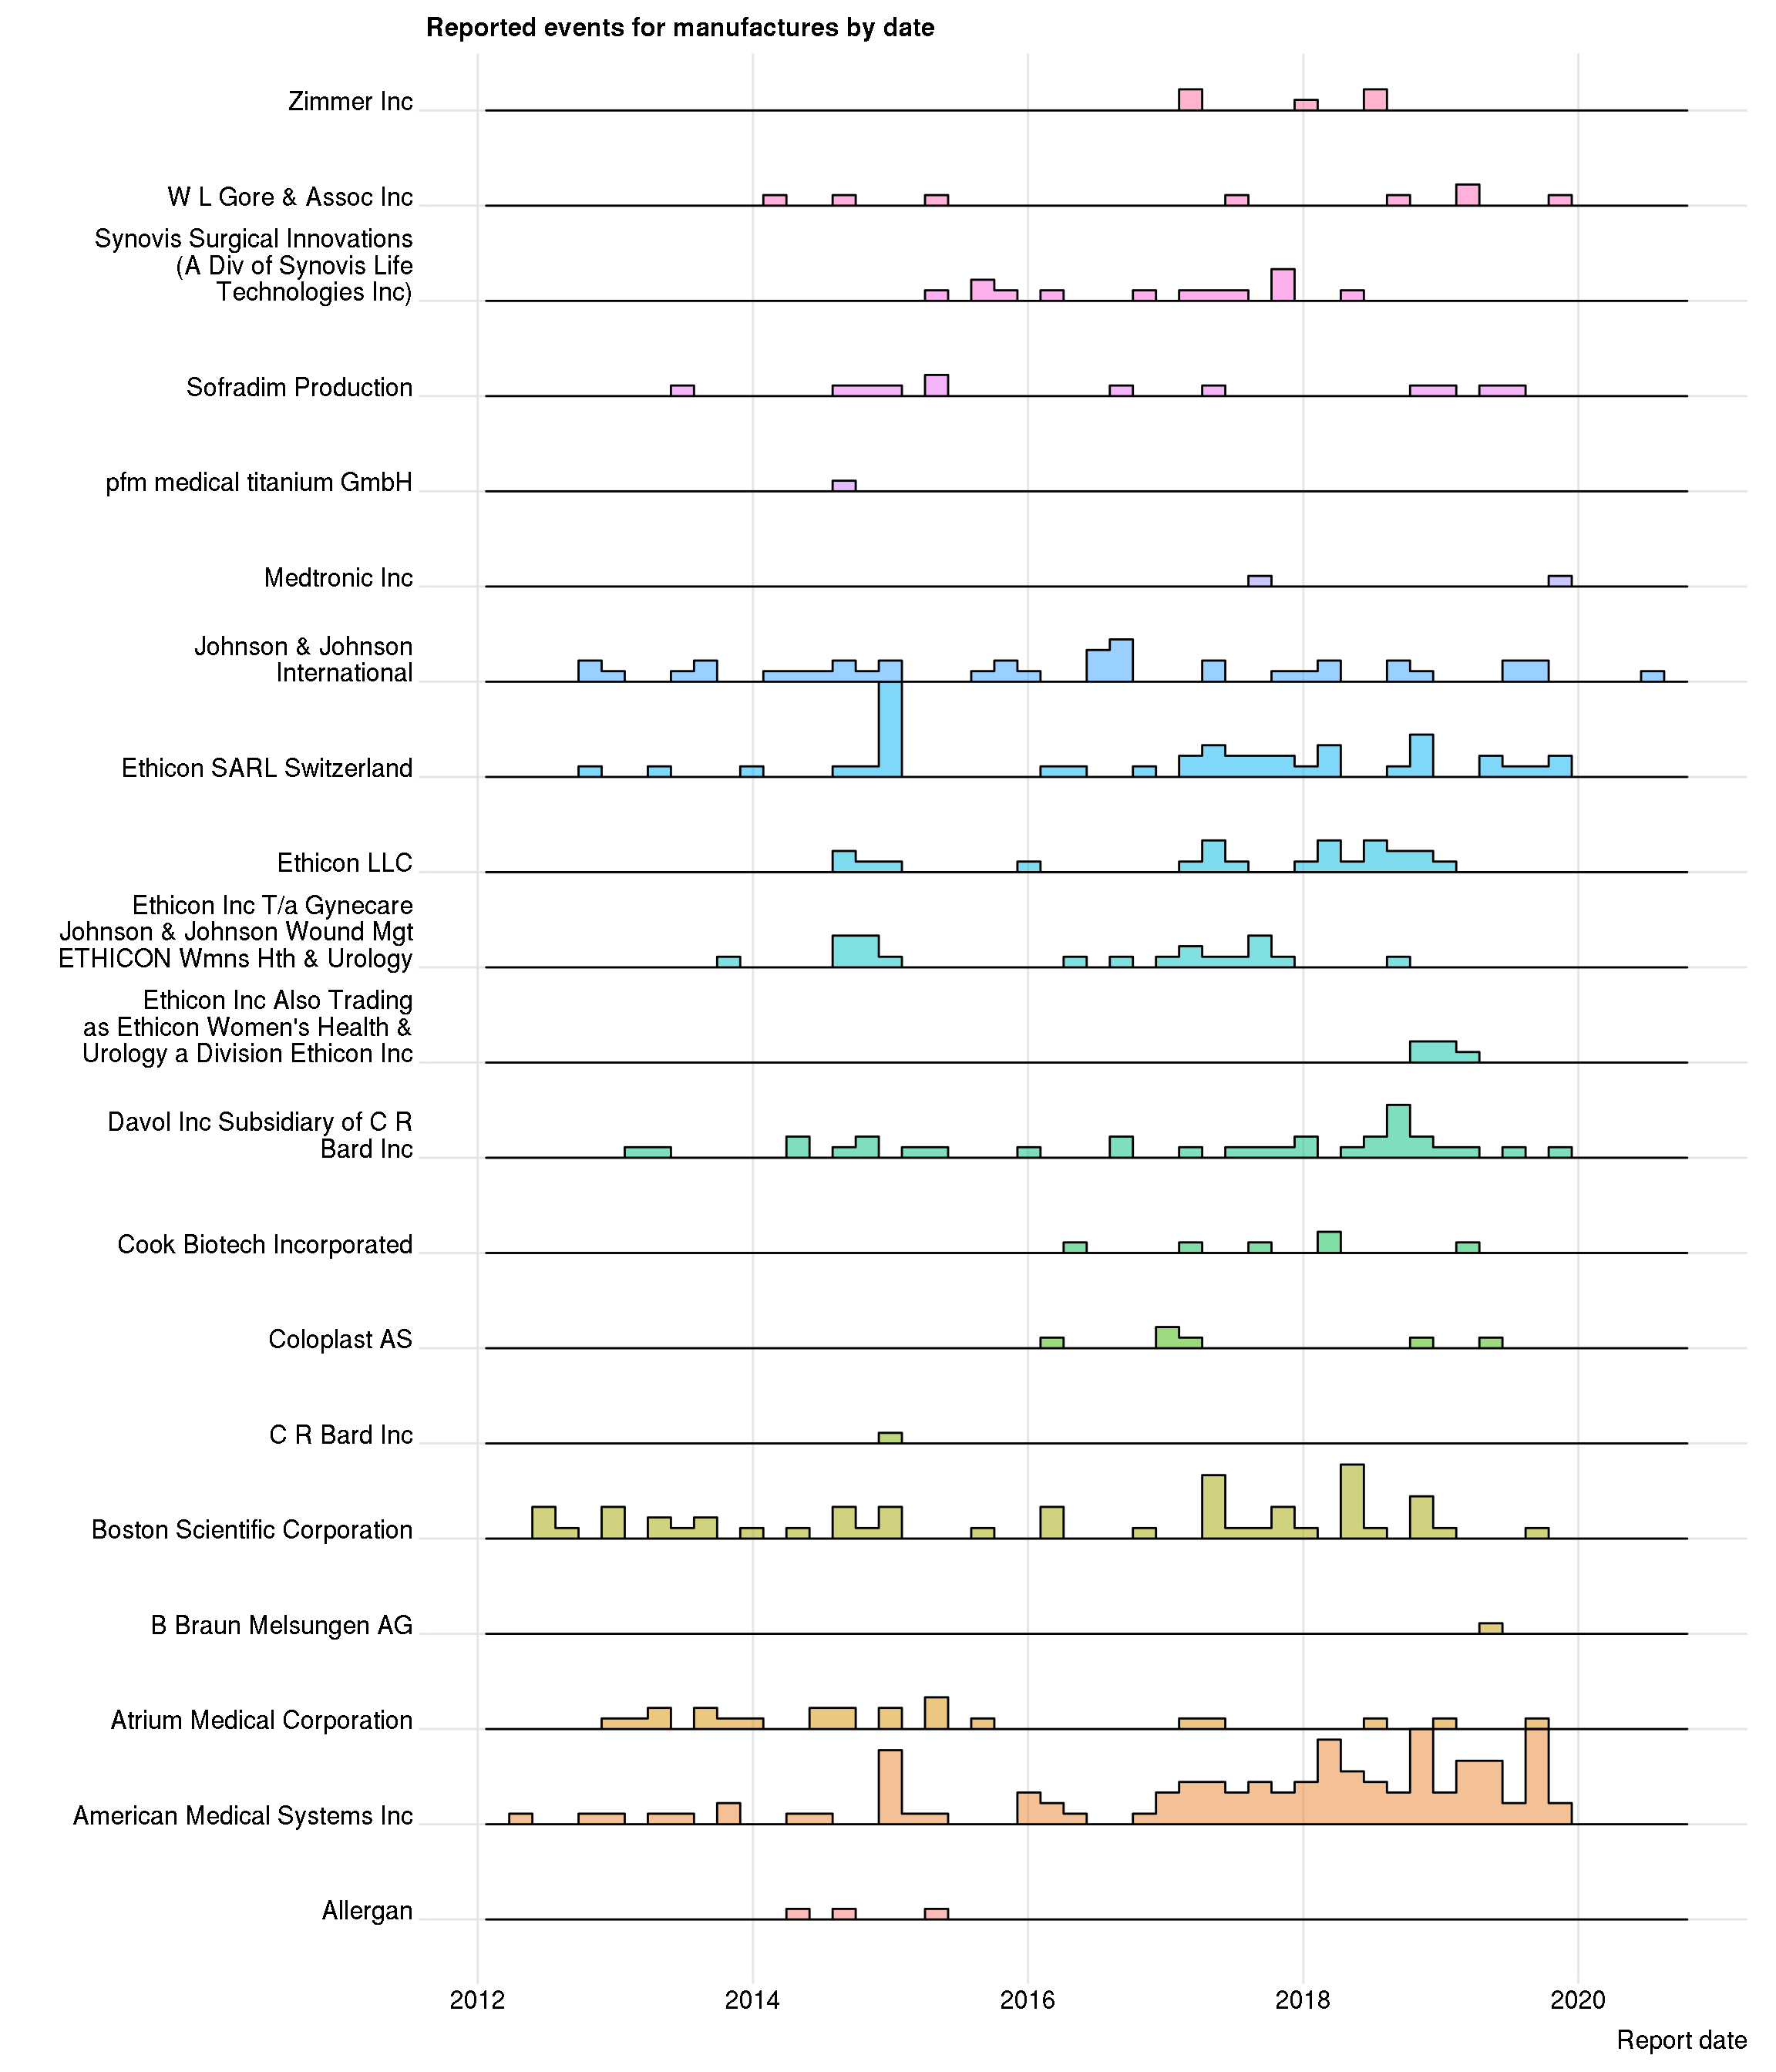 Reported events for manufactures by date
Zimmer Inc
W L Gore & Assoc Inc
Synovis Surgical Innovations
(A Div of Synovis Life
Technologies Inc)
Sofradim Production
pfm medical titanium GmbH
Medtronic Inc
Johnson & Johnson
International
Ethicon SARL Switzerland
Ethicon LLC
Ethicon Inc T/a Gynecare
Johnson & Johnson Wound Mgt
ETHICON Wmns Hth & Urology
Ethicon Inc Also Trading
as Ethicon Women's Health &
Urology a Division Ethicon Inc
Davol Inc Subsidiary of C R
Bard Inc
Cook Biotech Incorporated
Coloplast AS
C R Bard Inc
Boston Scientific Corporation
B Braun Melsungen AG
Atrium Medical Corporation
American Medical Systems Inc
Allergan
2012 2014 2016 2018 2020
Report date